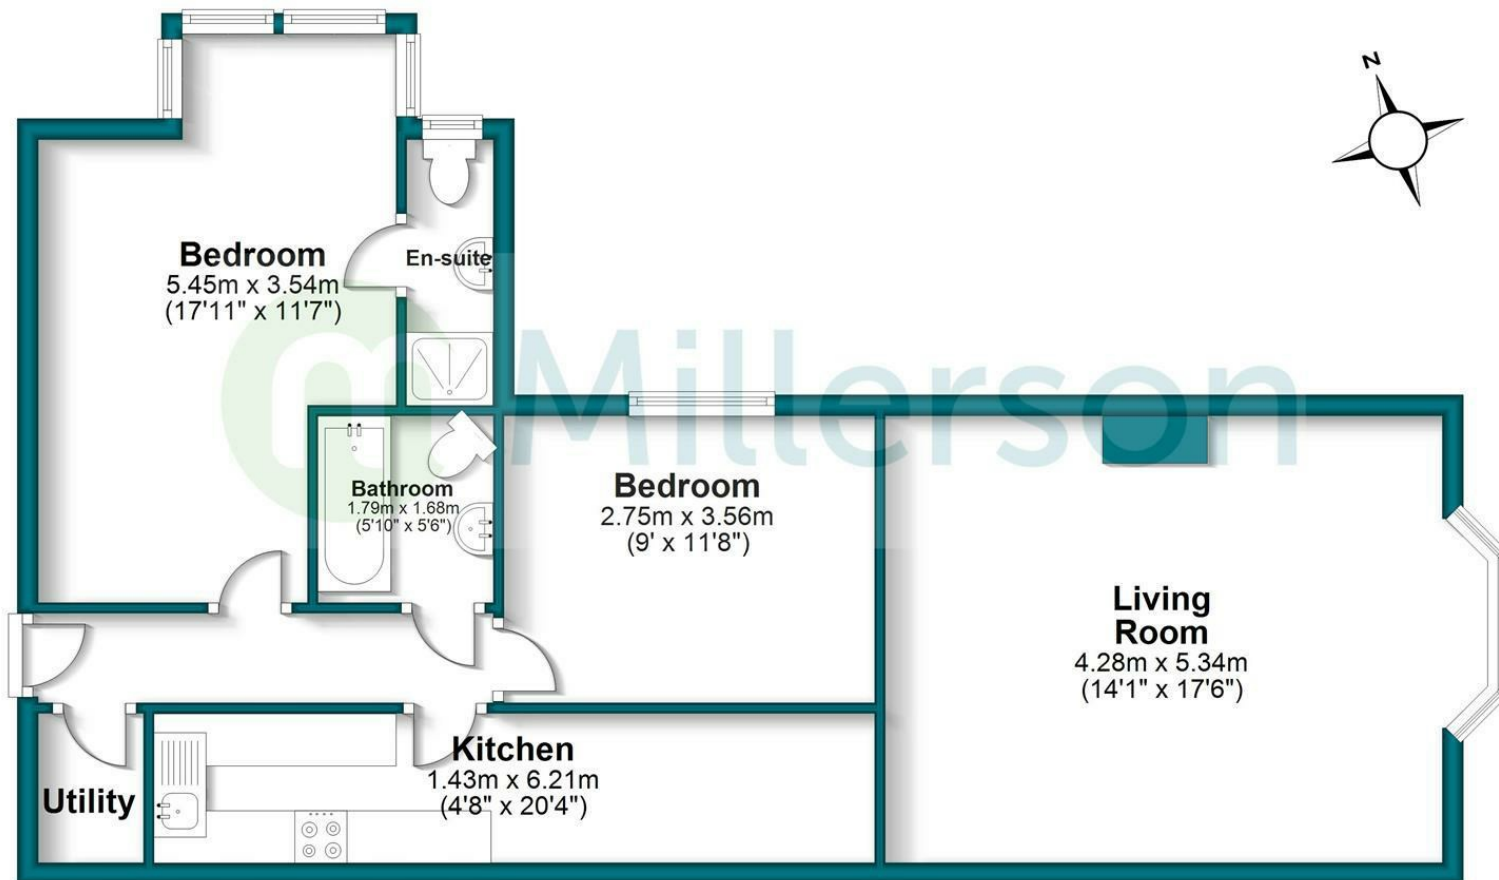 N
Bedroom
5.45m x 3.54m
(17'11" x 11'7")
En-suite
m Millerson
Bathroom
1.79m x 1.68m
(5'10" x 5'6")
Bedroom
2.75m x 3.56m
(9' x 11'8")
Living
Room
4.28m x 5.34m
(14'1" x 17'6")
Kitchen
1.43m x 6.21m
(4'8" x 20'4")
Utility